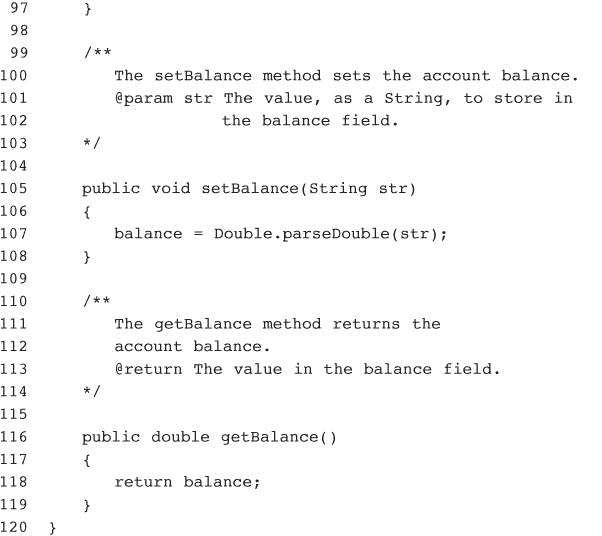 97 }
98
99 /**
100 The setBalance method sets the account balance.
101 @param str The value, as a String, to store in
102 the balance field.
103 */
104
105 public void setBalance(String str)
106 {
107 balance = Double.parseDouble(str);
108 }
109
110 /**
111 The getBalance method returns the
112 account balance.
113 @return The value in the balance field.
114 */
115
116 public double getBalance()
117 {
118 return balance;
119 }
120 }